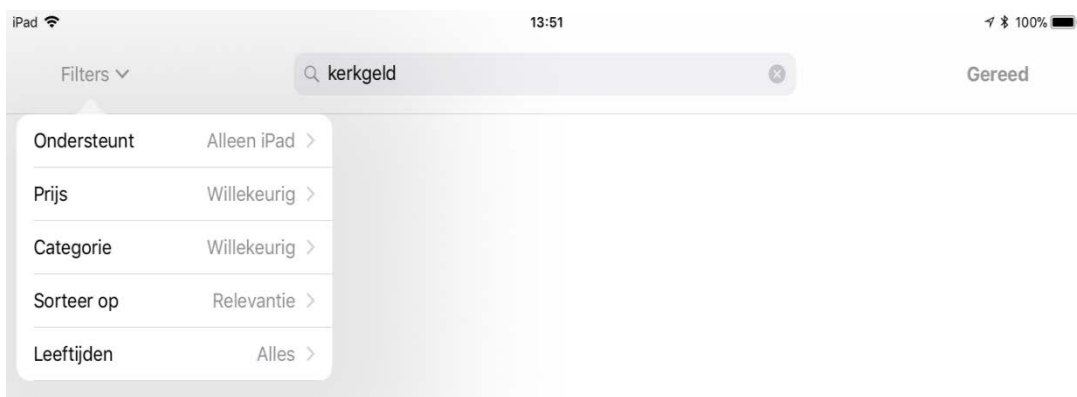 iPad 13:51 100%
Filters kerkgeld Gereed
Ondersteunt Alleen iPad
Prijs Willekeurig
Categorie Willekeurig
Sorteer op Relevantie
Leeftijden Alles